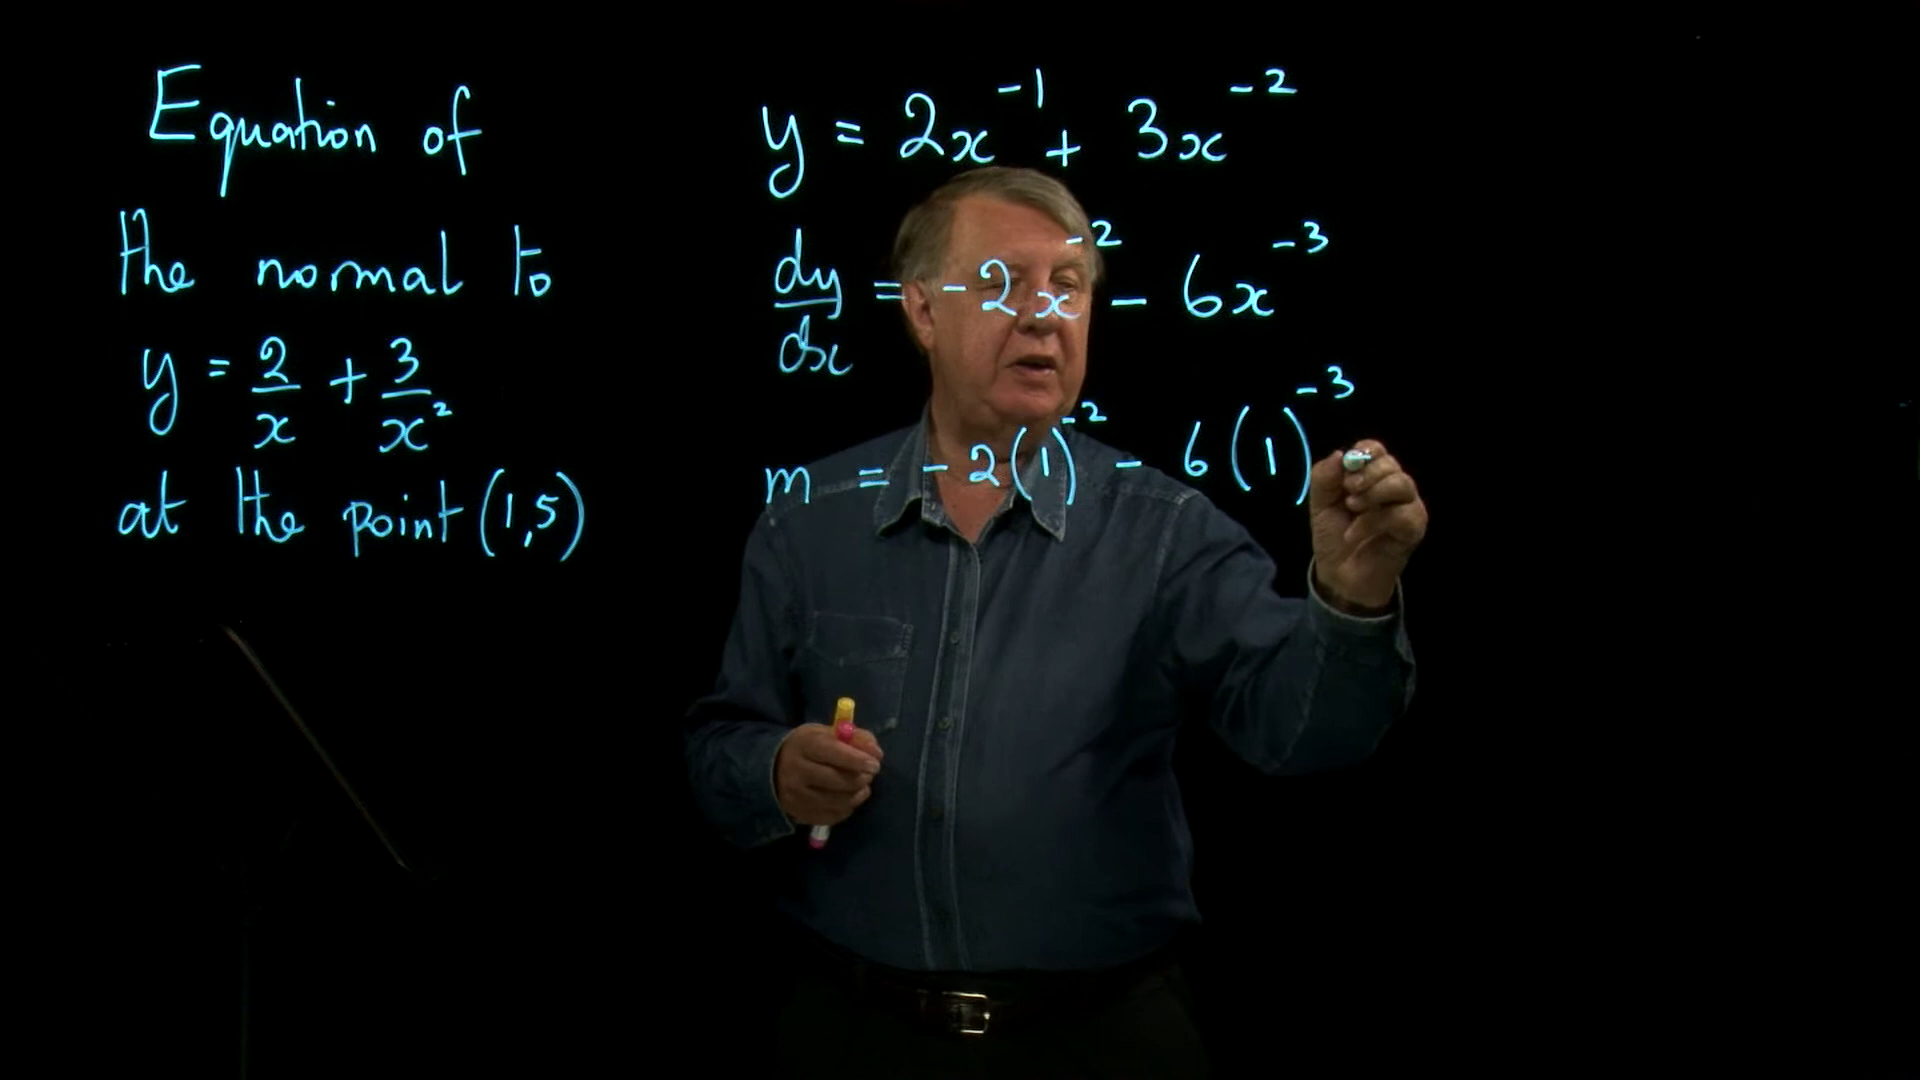 Equation of
the normal to
y = 2/x + 3/x²
at the point (1,5)
y = 2x⁻¹ + 3x⁻²
dy/dx = -2x⁻² - 6x⁻³
m = -2(1)⁻² - 6(1)⁻³